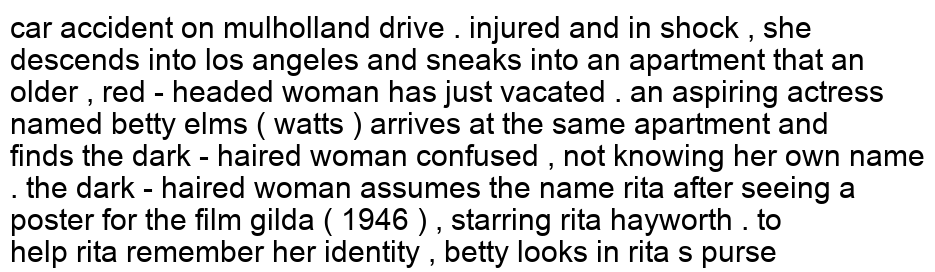 car accident on mulholland drive . injured and in shock , she
descends into los angeles and sneaks into an apartment that an
older , red - headed woman has just vacated . an aspiring actress
named betty elms ( watts ) arrives at the same apartment and
finds the dark - haired woman confused , not knowing her own name
. the dark - haired woman assumes the name rita after seeing a
poster for the film gilda ( 1946 ) , starring rita hayworth . to
help rita remember her identity , betty looks in rita s purse